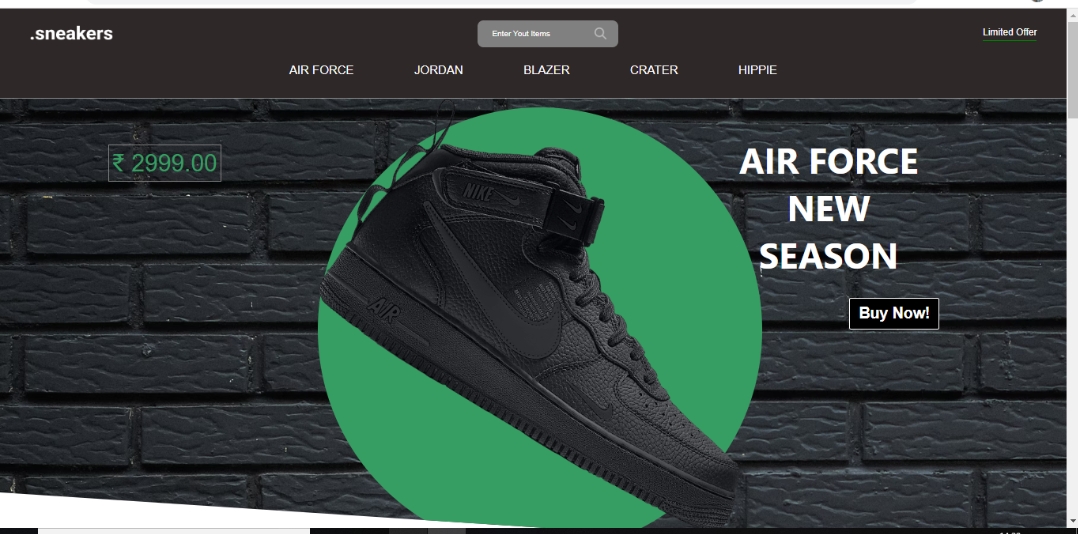 .sneakers
Enter Yout Items
Limited Offer
AIR FORCE
JORDAN
BLAZER
CRATER
HIPPIE
₹ 2999.00
AIR FORCE
NEW
SEASON
Buy Now!
NIKE
AIR